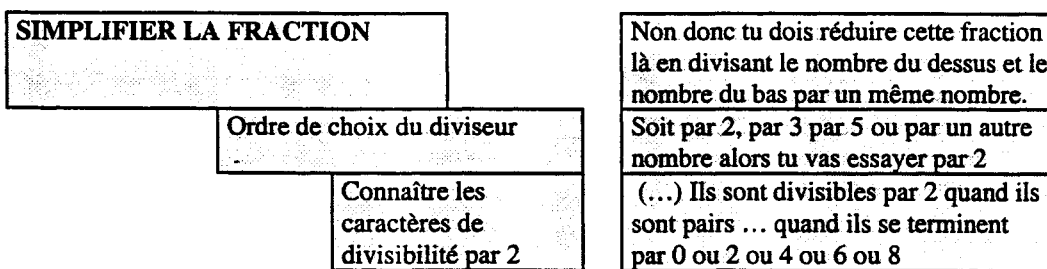 SIMPLIFIER LA FRACTION
Non donc tu dois réduire cette fraction
là en divisant le nombre du dessus et le
nombre du bas par un même nombre.
Ordre de choix du diviseur
.
Soit par 2, par 3 par 5 ou par un autre
nombre alors tu vas essayer par 2
Connaître les
caractères de
divisibilité par 2
(...) Ils sont divisibles par 2 quand ils
sont pairs ... quand ils se terminent
par 0 ou 2 ou 4 ou 6 ou 8